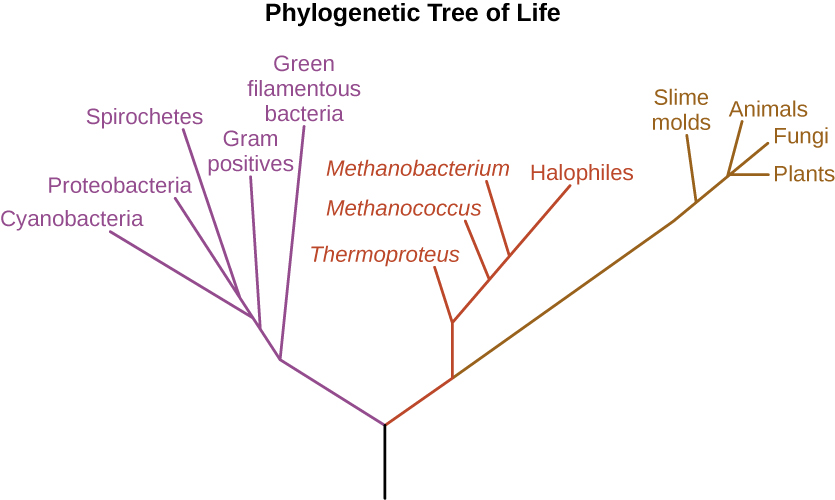 Phylogenetic Tree of Life
Green
filamentous
bacteria
Spirochetes
Gram
positives
Proteobacteria
Cyanobacteria
Methanobacterium
Halophiles
Methanococcus
Thermoproteus
Slime
molds
Animals
Fungi
Plants